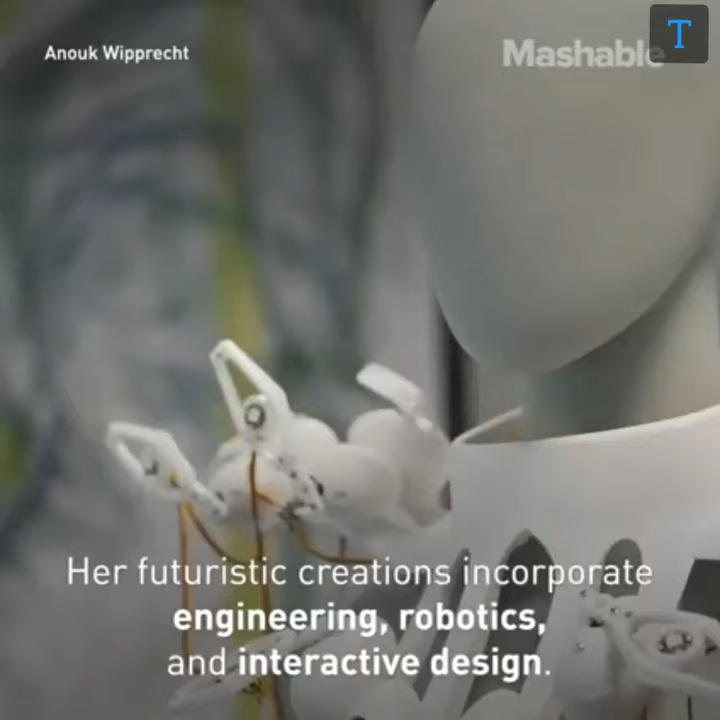 Anouk Wipprecht
Mashable
T
Her futuristic creations incorporate
engineering, robotics,
and interactive design.